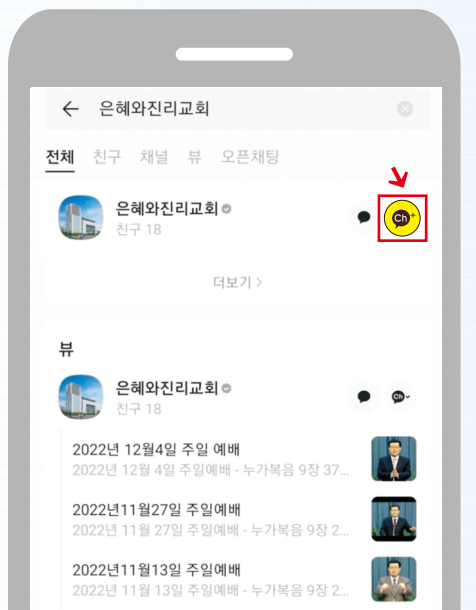 은혜와진리교회
전체 친구 채널 뷰 오픈채팅
은혜와진리교회
친구 18
Ch+
더보기 >
뷰
은혜와진리교회
친구 18
Ch
2022년 12월4일 주일 예배
2022년 12월 4일 주일예배 - 누가복음 9장 37...
2022년11월27일 주일예배
2022년 11월 27일 주일예배 - 누가복음 9장 2...
2022년11월13일 주일예배
2022년 11월 13일 주일예배 - 누가복음 9장 2...